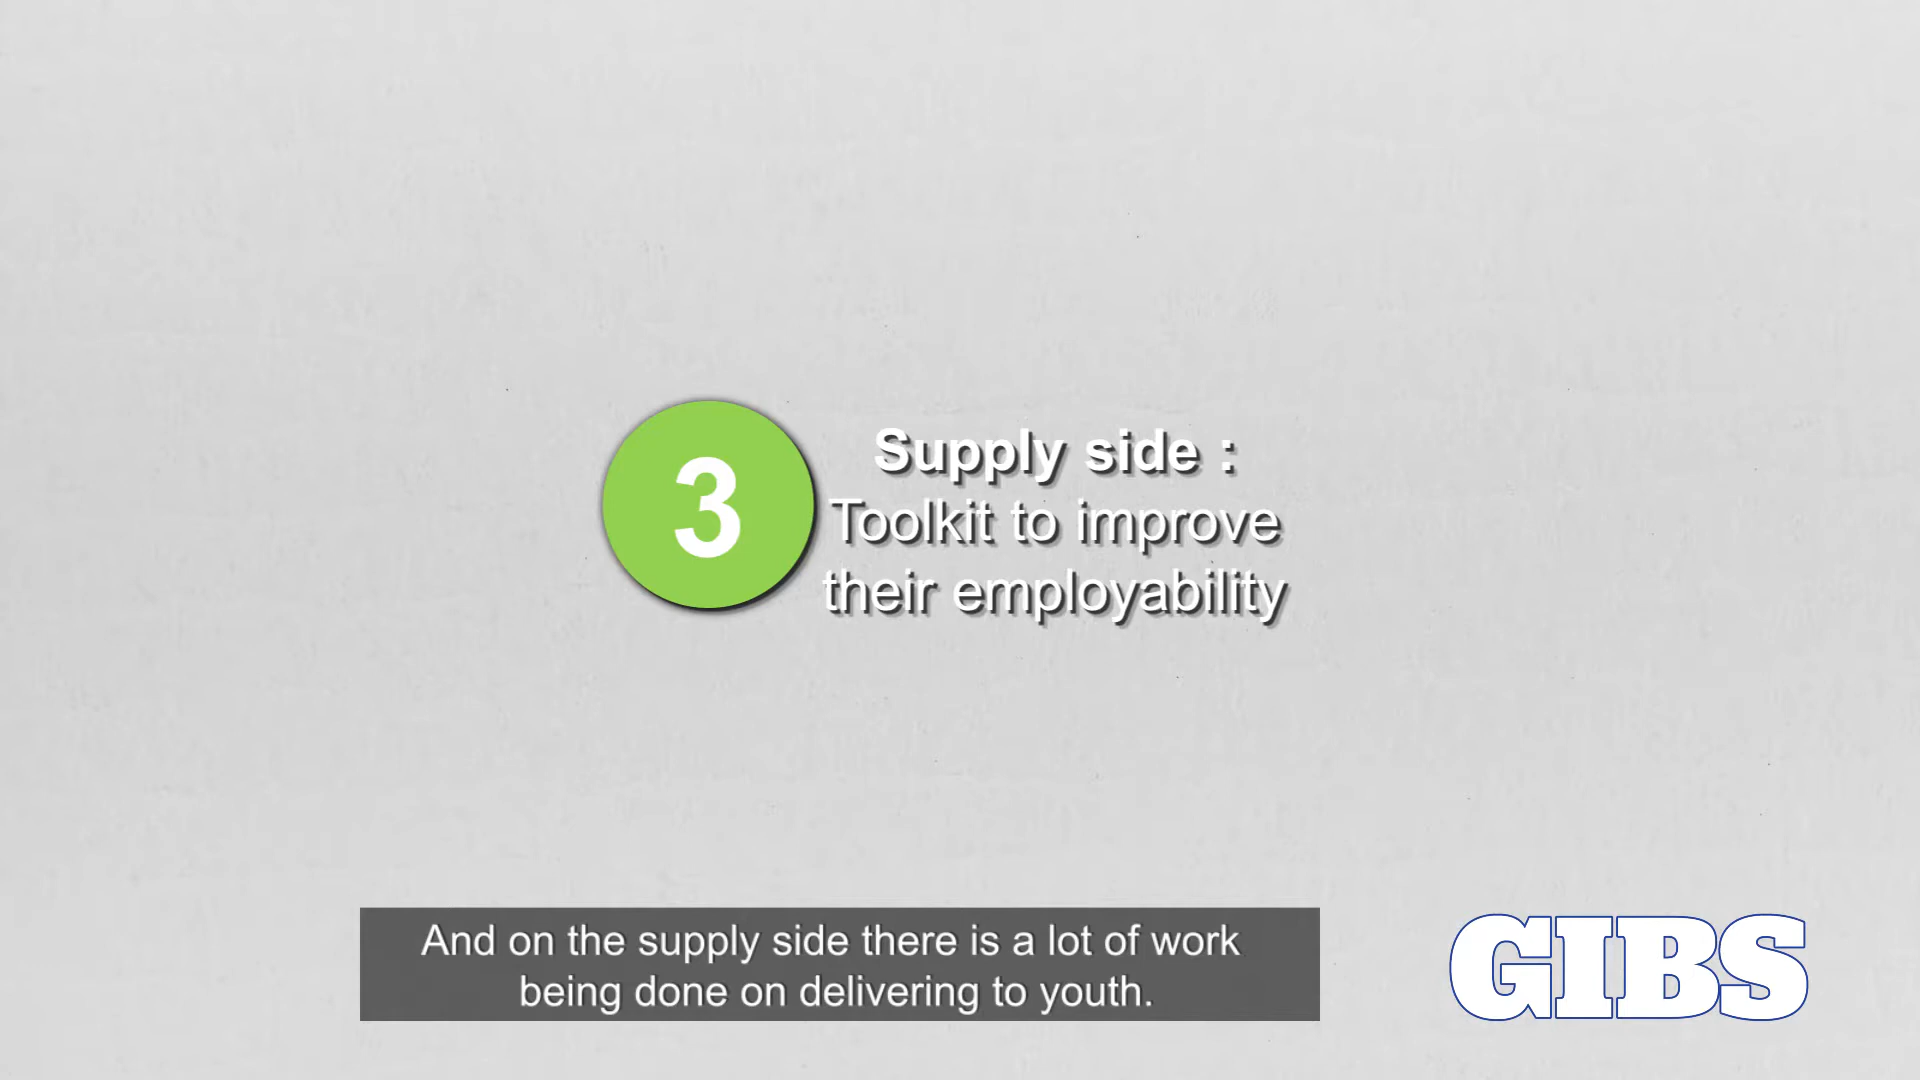 3
Supply side :
Toolkit to improve
their employability
And on the supply side there is a lot of work
being done on delivering to youth.
GIBS